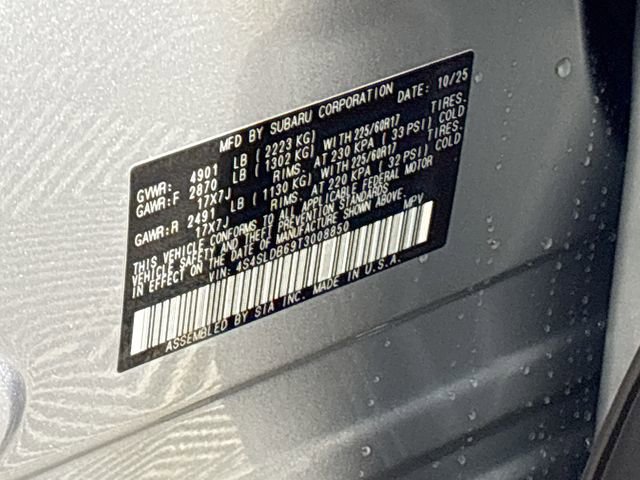 MFD BY SUBARU CORPORATION DATE: 10/25
GVWR: 4901 LB ( 2223 KG)
GAWR:F 2870 LB ( 1302 KG) WITH 225/60R17 TIRES.
17X7J RIMS. AT 230 KPA ( 33 PSI) COLD
GAWR:R 2491 LB ( 1130 KG) WITH 225/60R17 TIRES.
17X7J RIMS. AT 220 KPA ( 32 PSI) COLD
THIS VEHICLE CONFORMS TO ALL APPLICABLE FEDERAL MOTOR
VEHICLE SAFETY AND THEFT PREVENTION STANDARDS
IN EFFECT ON THE DATE OF MANUFACTURE SHOWN ABOVE.
VIN: 4S4SLDB69T3008850 MPV
ASSEMBLED BY SIA INC. MADE IN U.S.A.